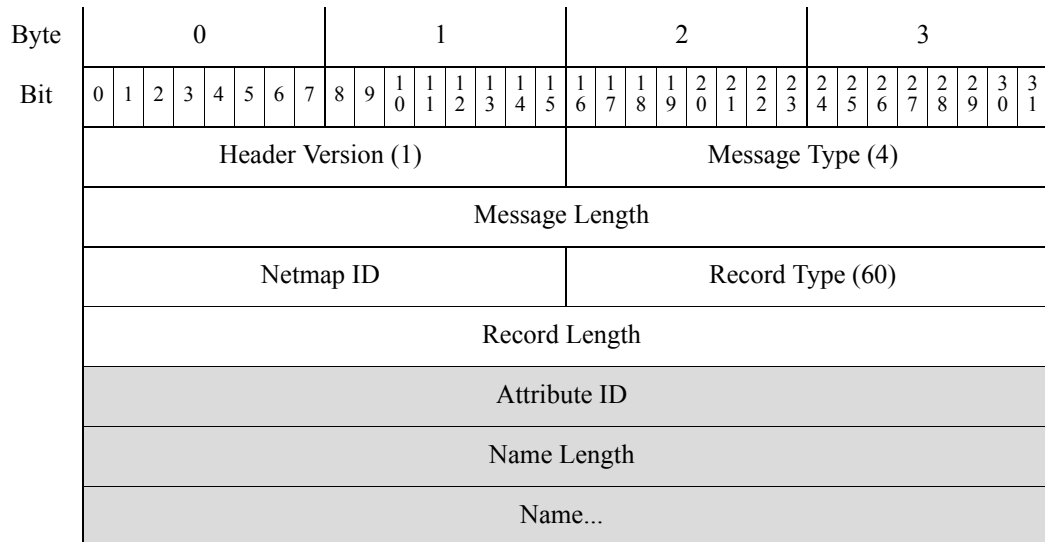 Byte 0 1 2 3
Bit 0 1 2 3 4 5 6 7 8 9 10 11 12 13 14 15 16 17 18 19 20 21 22 23 24 25 26 27 28 29 30 31
Header Version (1) Message Type (4)
Message Length
Netmap ID Record Type (60)
Record Length
Attribute ID
Name Length
Name...